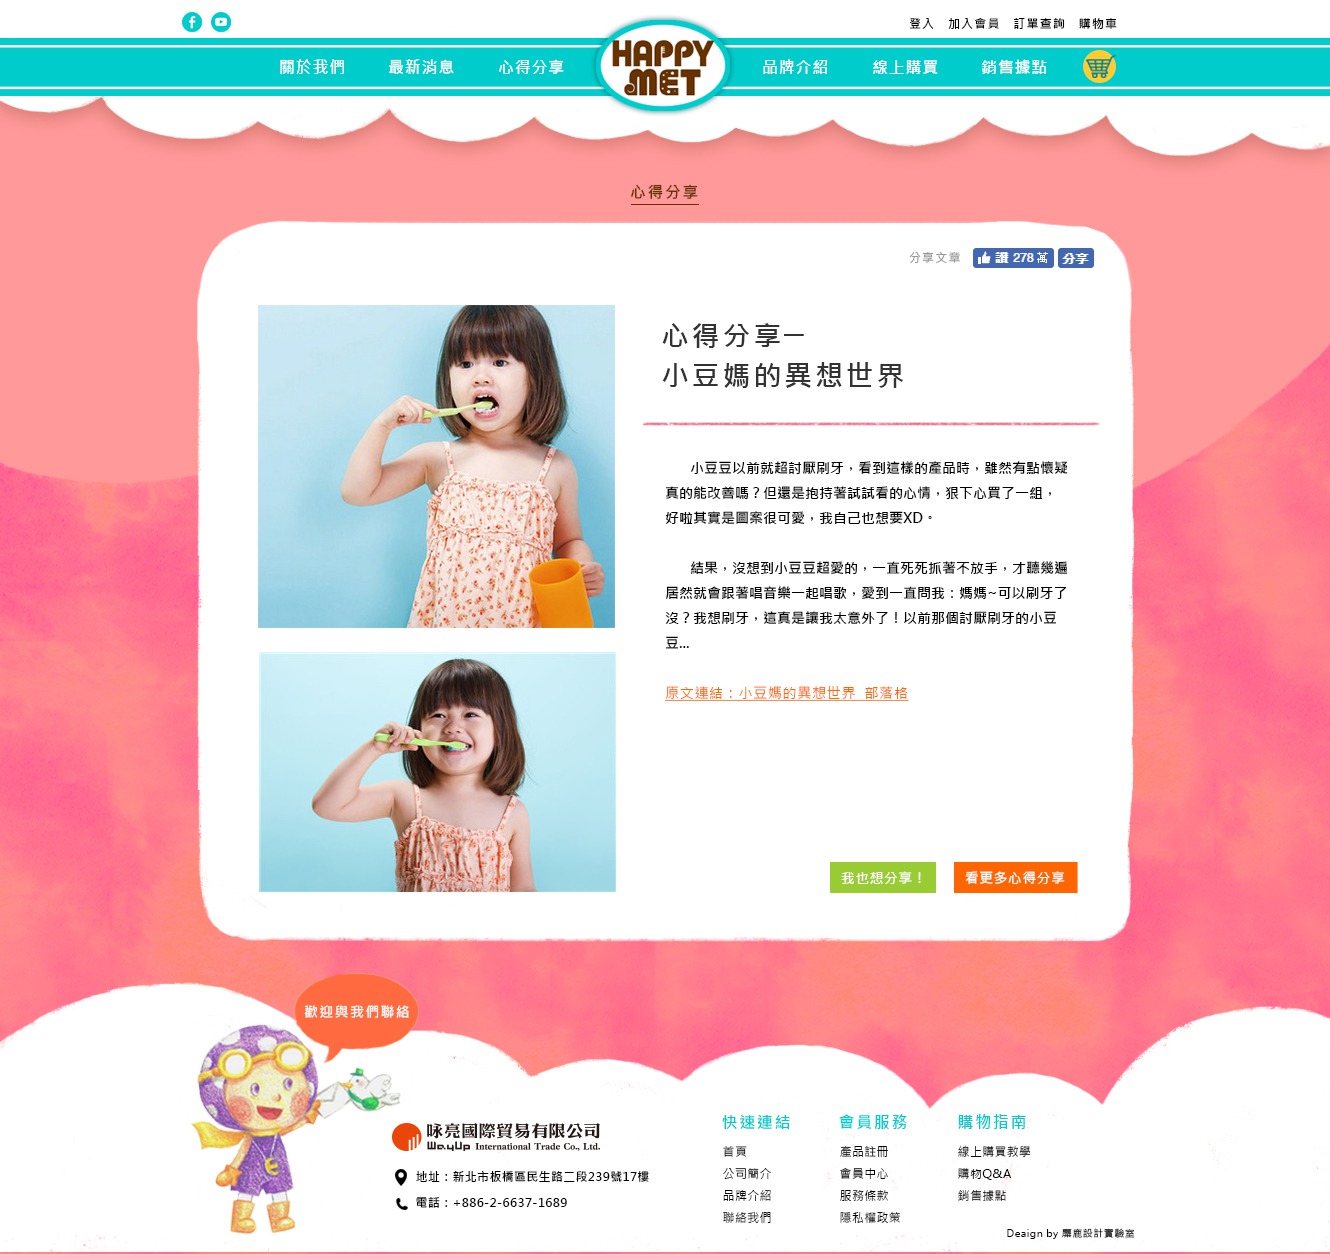 登入 加入會員 訂單查詢 購物車
關於我們 最新消息 心得分享 HAPPY MET 品牌介紹 線上購買 銷售據點
心得分享
分享文章 讚 278 萬 分享
心得分享─
小豆媽的異想世界
小豆豆以前就超討厭刷牙，看到這樣的產品時，雖然有點懷疑
真的能改善嗎？但還是抱持著試試看的心情，狠下心買了一組，
好啦其實是圖案很可愛，我自己也想要XD。
結果，沒想到小豆豆超愛的，一直死死抓著不放手，才聽幾遍
居然就會跟著唱音樂一起唱歌，愛到一直問我：媽媽~可以刷牙了
沒？我想刷牙，這真是讓我太意外了！以前那個討厭刷牙的小豆
豆...
原文連結：小豆媽的異想世界 部落格
我也想分享！ 看更多心得分享
歡迎與我們聯絡
咏亮國際貿易有限公司
Wa.yUp International Trade Co., Ltd.
地址：新北市板橋區民生路二段239號17樓
電話：+886-2-6637-1689
快速連結
首頁
公司簡介
品牌介紹
聯絡我們
會員服務
產品註冊
會員中心
服務條款
隱私權政策
購物指南
線上購買教學
購物Q&A
銷售據點
Deaign by 麋鹿設計實驗室